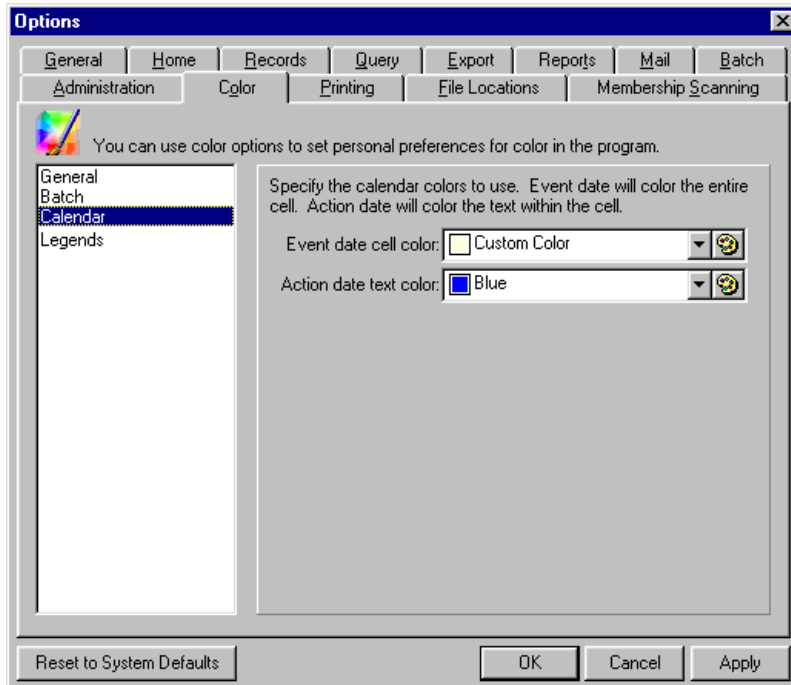 Options
General Home Records Query Export Reports Mail Batch
Administration Color Printing File Locations Membership Scanning
You can use color options to set personal preferences for color in the program.
General
Batch
Calendar
Legends
Specify the calendar colors to use.  Event date will color the entire
cell.  Action date will color the text within the cell.
Event date cell color: Custom Color
Action date text color: Blue
Reset to System Defaults OK Cancel Apply